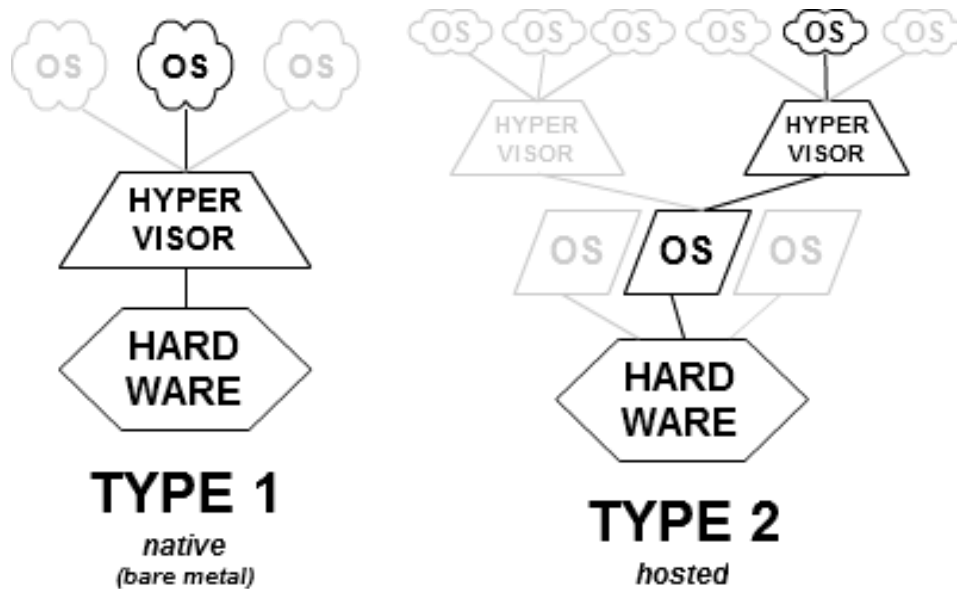 OS OS OS
HYPER
VISOR
HARD
WARE
TYPE 1
native
(bare metal)
OS OS OS OS OS OS
HYPER HYPER
VISOR VISOR
OS OS OS
HARD
WARE
TYPE 2
hosted